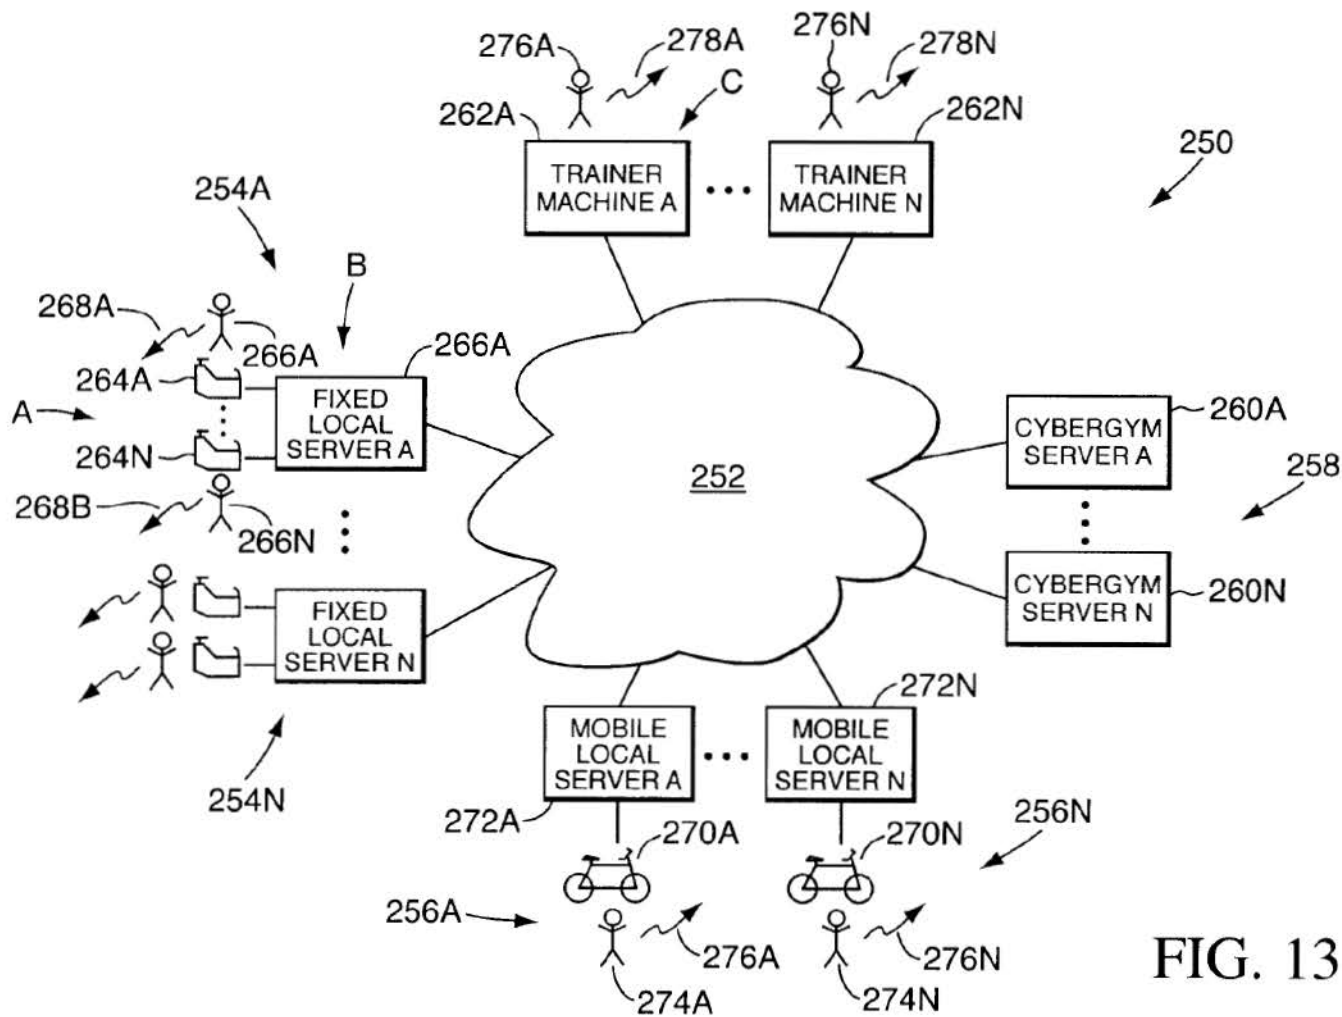 276A
278A
276N
278N
262A
C
262N
250
TRAINER
MACHINE A
TRAINER
MACHINE N
254A
B
268A
266A
266A
264A
A
264N
FIXED
LOCAL
SERVER A
268B
266N
252
CYBERGYM
SERVER A
260A
258
CYBERGYM
SERVER N
260N
FIXED
LOCAL
SERVER N
254N
272N
MOBILE
LOCAL
SERVER A
MOBILE
LOCAL
SERVER N
272A
270A
270N
256N
256A
276A
276N
274A
274N
FIG. 13